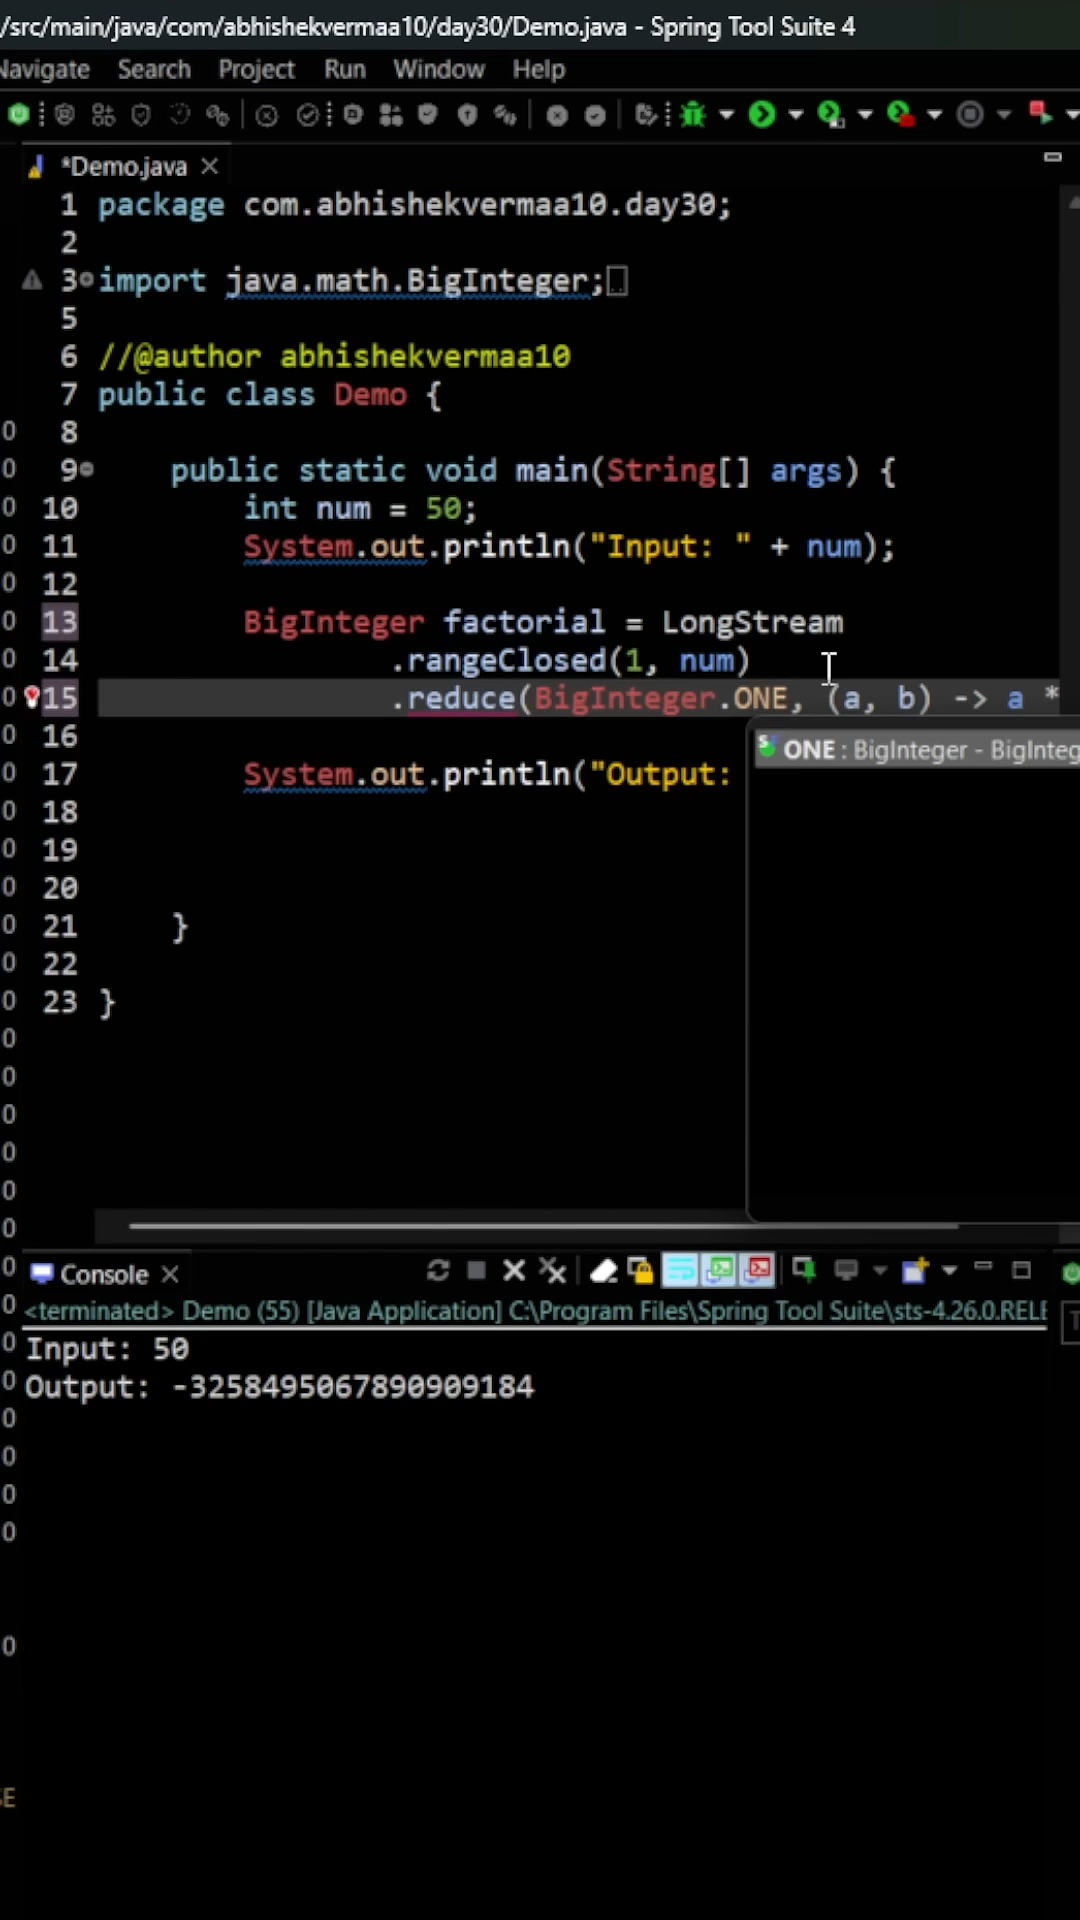 /src/main/java/com/abhishekvermaa10/day30/Demo.java - Spring Tool Suite 4
Navigate Search Project Run Window Help
*Demo.java
1 package com.abhishekvermaa10.day30;
2
3 import java.math.BigInteger;
5
6 //@author abhishekvermaa10
7 public class Demo {
8
9 public static void main(String[] args) {
10 int num = 50;
11 System.out.println("Input: " + num);
12
13 BigInteger factorial = LongStream
14 .rangeClosed(1, num)
15 .reduce(BigInteger.ONE, (a, b) -> a *
16
ONE : BigInteger - BigInteg
17 System.out.println("Output:
18
19
20
21 }
22
23 }
Console
<terminated> Demo (55) [Java Application] C:\Program Files\Spring Tool Suite\sts-4.26.0.RELE
Input: 50
Output: -3258495067890909184